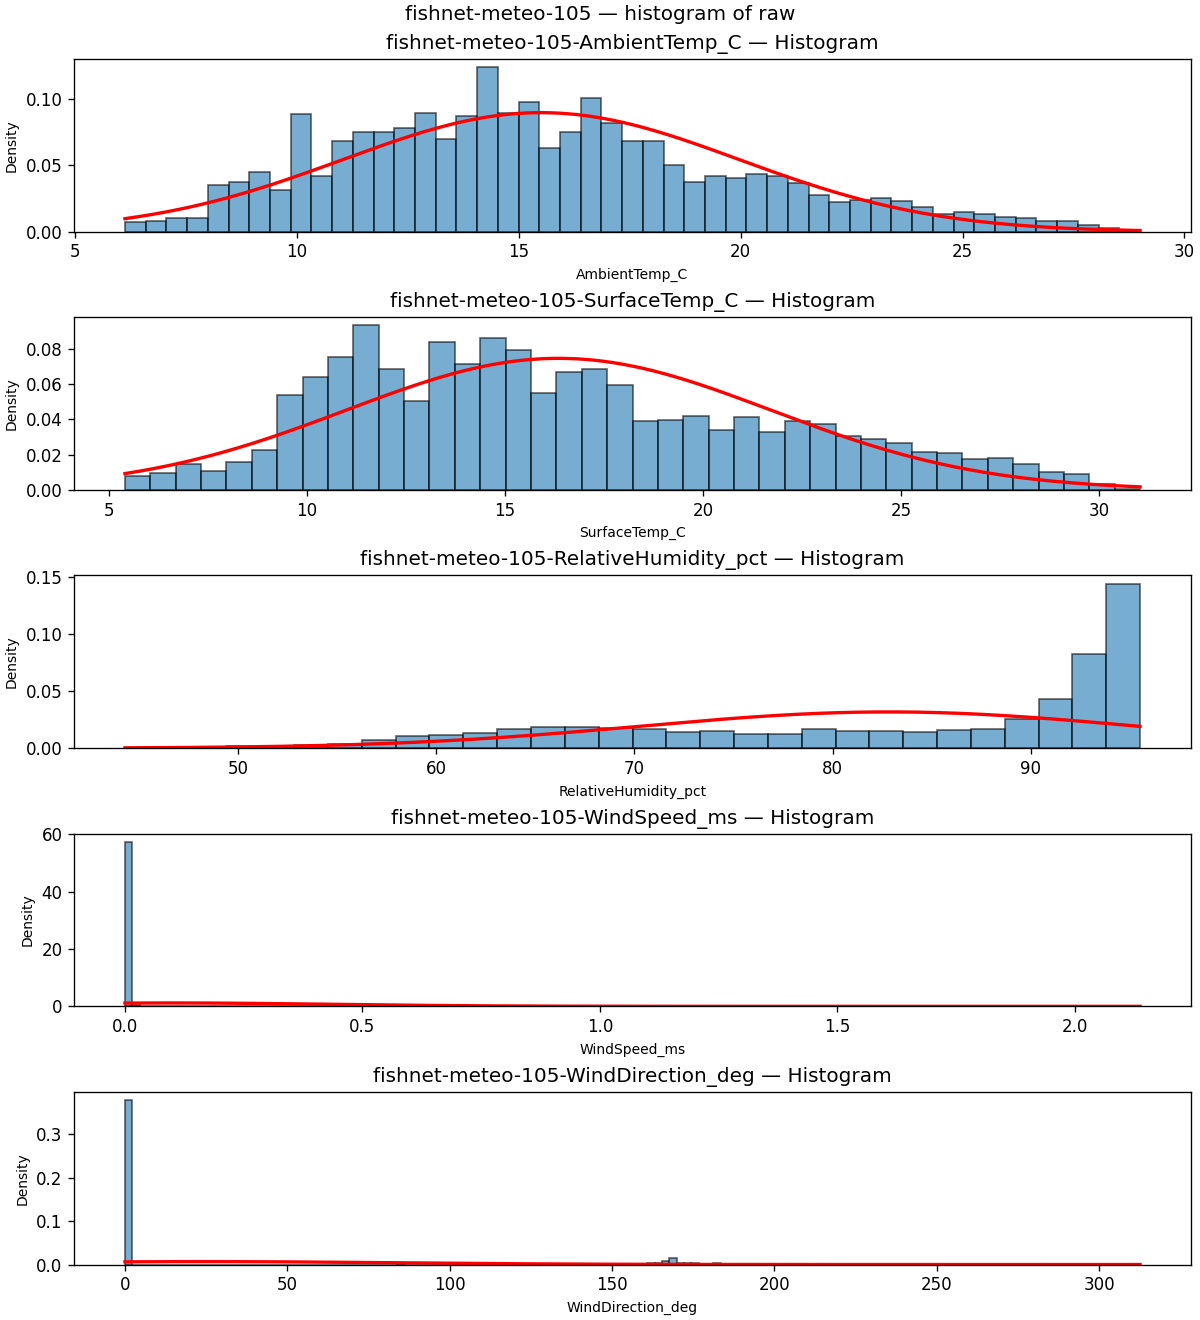 fishnet-meteo-105 — histogram of raw
fishnet-meteo-105-AmbientTemp_C — Histogram
Density
0.10
0.05
0.00
5 10 15 20 25 30
AmbientTemp_C
fishnet-meteo-105-SurfaceTemp_C — Histogram
Density
0.08
0.06
0.04
0.02
0.00
5 10 15 20 25 30
SurfaceTemp_C
fishnet-meteo-105-RelativeHumidity_pct — Histogram
Density
0.15
0.10
0.05
0.00
50 60 70 80 90
RelativeHumidity_pct
fishnet-meteo-105-WindSpeed_ms — Histogram
Density
60
40
20
0
0.0 0.5 1.0 1.5 2.0
WindSpeed_ms
fishnet-meteo-105-WindDirection_deg — Histogram
Density
0.3
0.2
0.1
0.0
0 50 100 150 200 250 300
WindDirection_deg